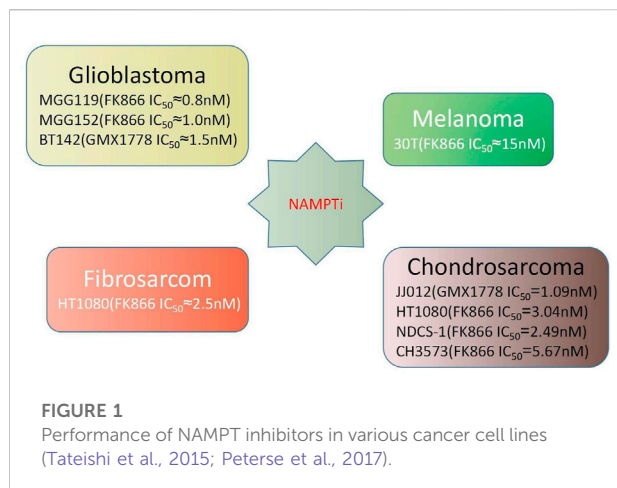 Glioblastoma
MGG119(FK866 IC₅₀≈0.8nM)
MGG152(FK866 IC₅₀≈1.0nM)
BT142(GMX1778 IC₅₀≈1.5nM)
Melanoma
30T(FK866 IC₅₀≈15nM)
NAMPTi
Fibrosarcom
HT1080(FK866 IC₅₀≈2.5nM)
Chondrosarcoma
JJ012(GMX1778 IC₅₀=1.09nM)
HT1080(FK866 IC₅₀=3.04nM)
NDCS-1(FK866 IC₅₀=2.49nM)
CH3573(FK866 IC₅₀=5.67nM)
FIGURE 1
Performance of NAMPT inhibitors in various cancer cell lines
(Tateishi et al., 2015; Peterse et al., 2017).